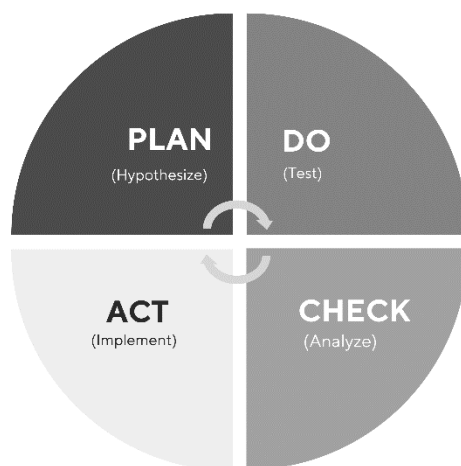 PLAN
(Hypothesize)
DO
(Test)
ACT
(Implement)
CHECK
(Analyze)